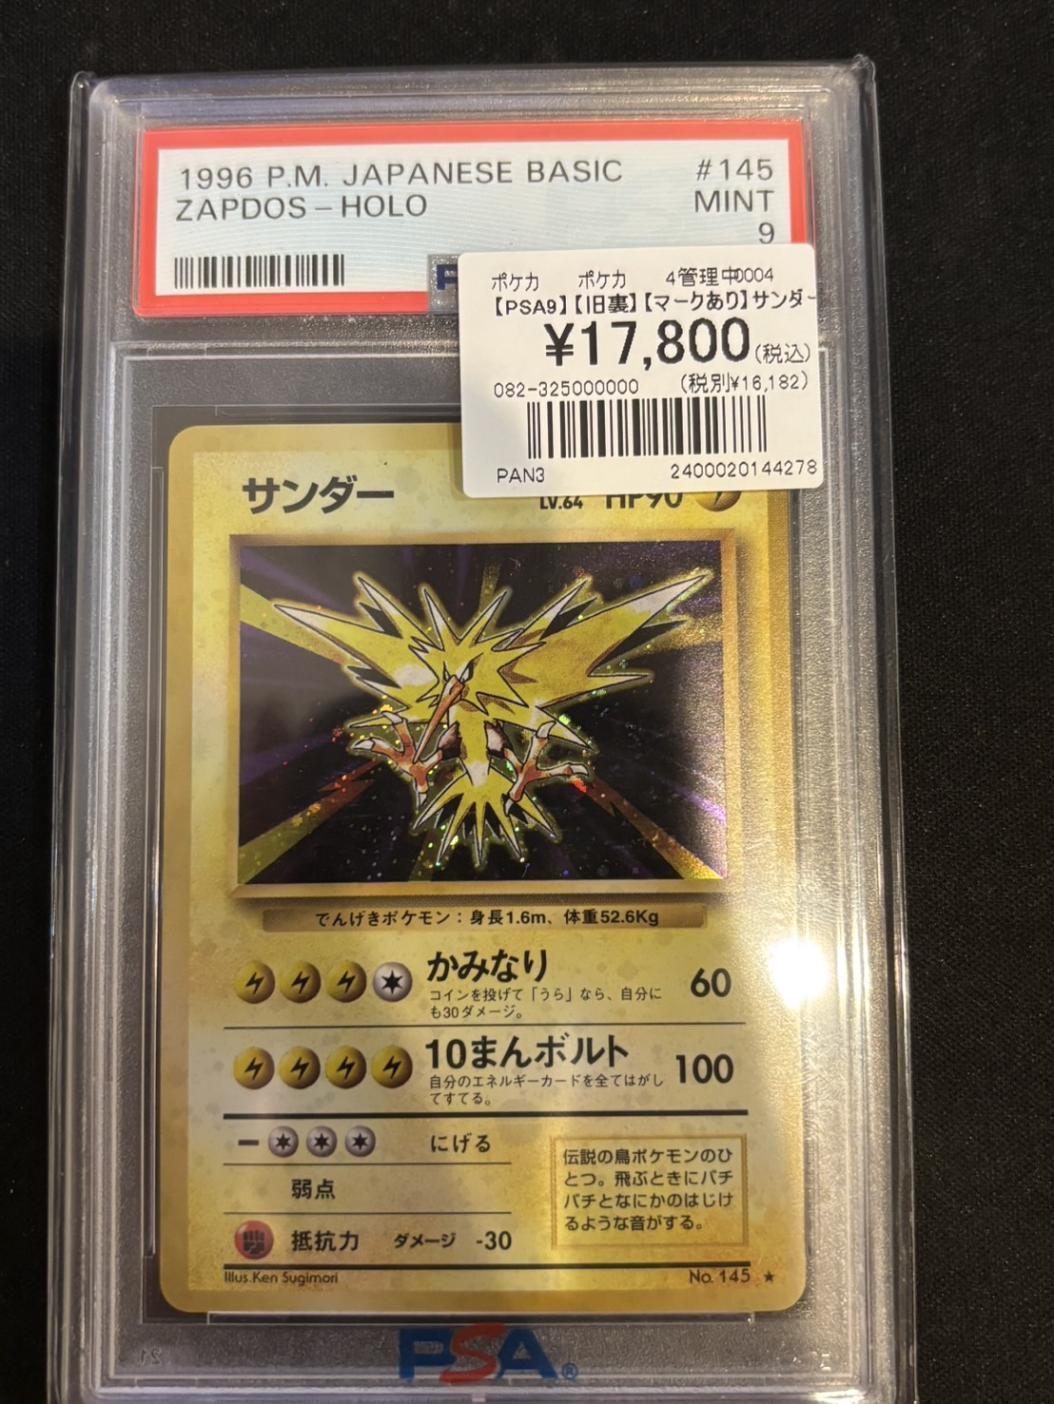 1996 P.M. JAPANESE BASIC #145
ZAPDOS - HOLO MINT
9
ポケカ ポケカ 4管理中0004
【PSA9】【旧裏】【マークあり】サンダー
¥17,800(税込)
082-325000000 (税別¥16,182)
PAN3 2400020144278
サンダー LV.64 HP90
でんげきポケモン：身長1.6m、体重52.6Kg
かみなり 60
コインを投げて「うら」なら、自分に
も30ダメージ。
10まんボルト 100
自分のエネルギーカードを全てはがし
てすてる。
にげる
弱点
抵抗力 ダメージ -30
伝説の鳥ポケモンのひ
とつ。飛ぶときにパチ
パチとなにかのはじけ
るような音がする。
Illus.Ken Sugimori No. 145 ★
PSA®